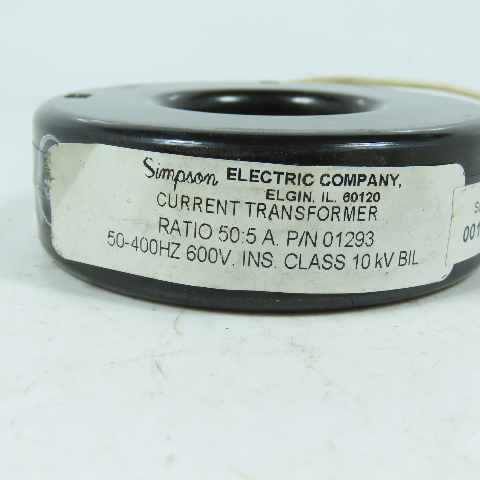 Simpson ELECTRIC COMPANY,
ELGIN, IL. 60120
CURRENT TRANSFORMER
RATIO 50:5 A. P/N 01293
50-400HZ 600V. INS. CLASS 10 kV BIL
001